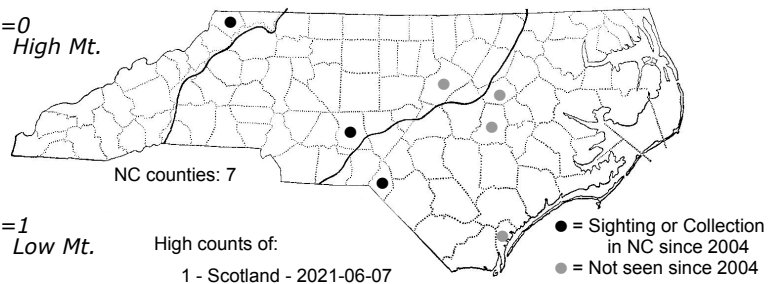 =0
High Mt.
NC counties: 7
=1
Low Mt.
High counts of:
1 - Scotland - 2021-06-07
= Sighting or Collection
in NC since 2004
= Not seen since 2004